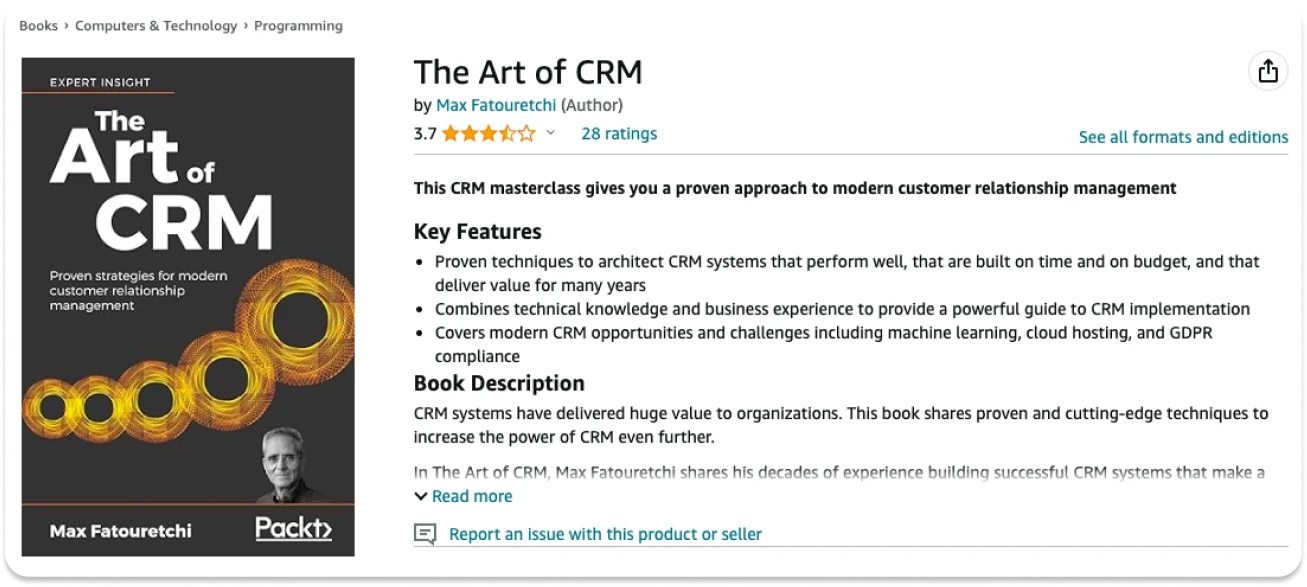 Books › Computers & Technology › Programming
EXPERT INSIGHT
The
Art of
CRM
Proven strategies for modern
customer relationship
management
Max Fatouretchi
Packt>
The Art of CRM
by Max Fatouretchi (Author)
3.7 28 ratings
See all formats and editions
This CRM masterclass gives you a proven approach to modern customer relationship management
Key Features
• Proven techniques to architect CRM systems that perform well, that are built on time and on budget, and that
deliver value for many years
• Combines technical knowledge and business experience to provide a powerful guide to CRM implementation
• Covers modern CRM opportunities and challenges including machine learning, cloud hosting, and GDPR
compliance
Book Description
CRM systems have delivered huge value to organizations. This book shares proven and cutting-edge techniques to
increase the power of CRM even further.
In The Art of CRM, Max Fatouretchi shares his decades of experience building successful CRM systems that make a
Read more
Report an issue with this product or seller